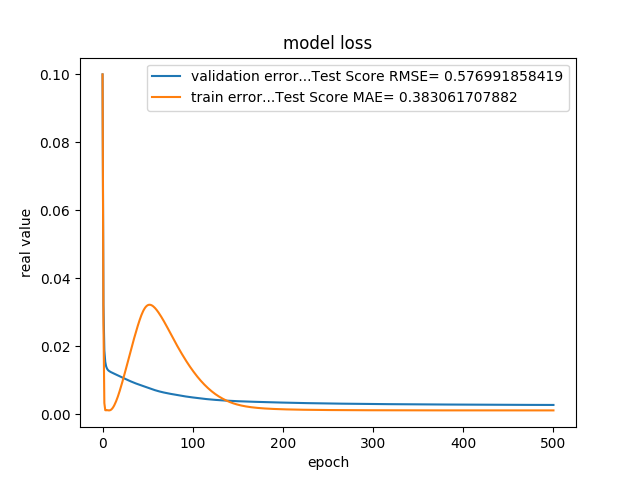 model loss
validation error...Test Score RMSE= 0.576991858419
train error...Test Score MAE= 0.383061707882
real value
0.10
0.08
0.06
0.04
0.02
0.00
0 100 200 300 400 500
epoch